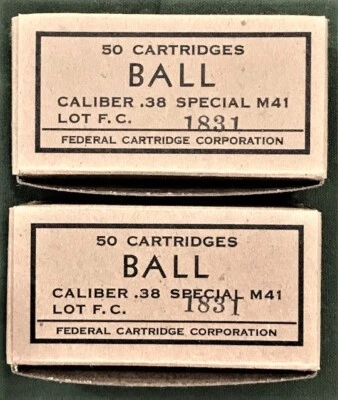 50 CARTRIDGES
BALL
CALIBER .38 SPECIAL M41
LOT F.C. 1831
FEDERAL CARTRIDGE CORPORATION
50 CARTRIDGES
BALL
CALIBER .38 SPECIAL M41
LOT F.C. 1831
FEDERAL CARTRIDGE CORPORATION